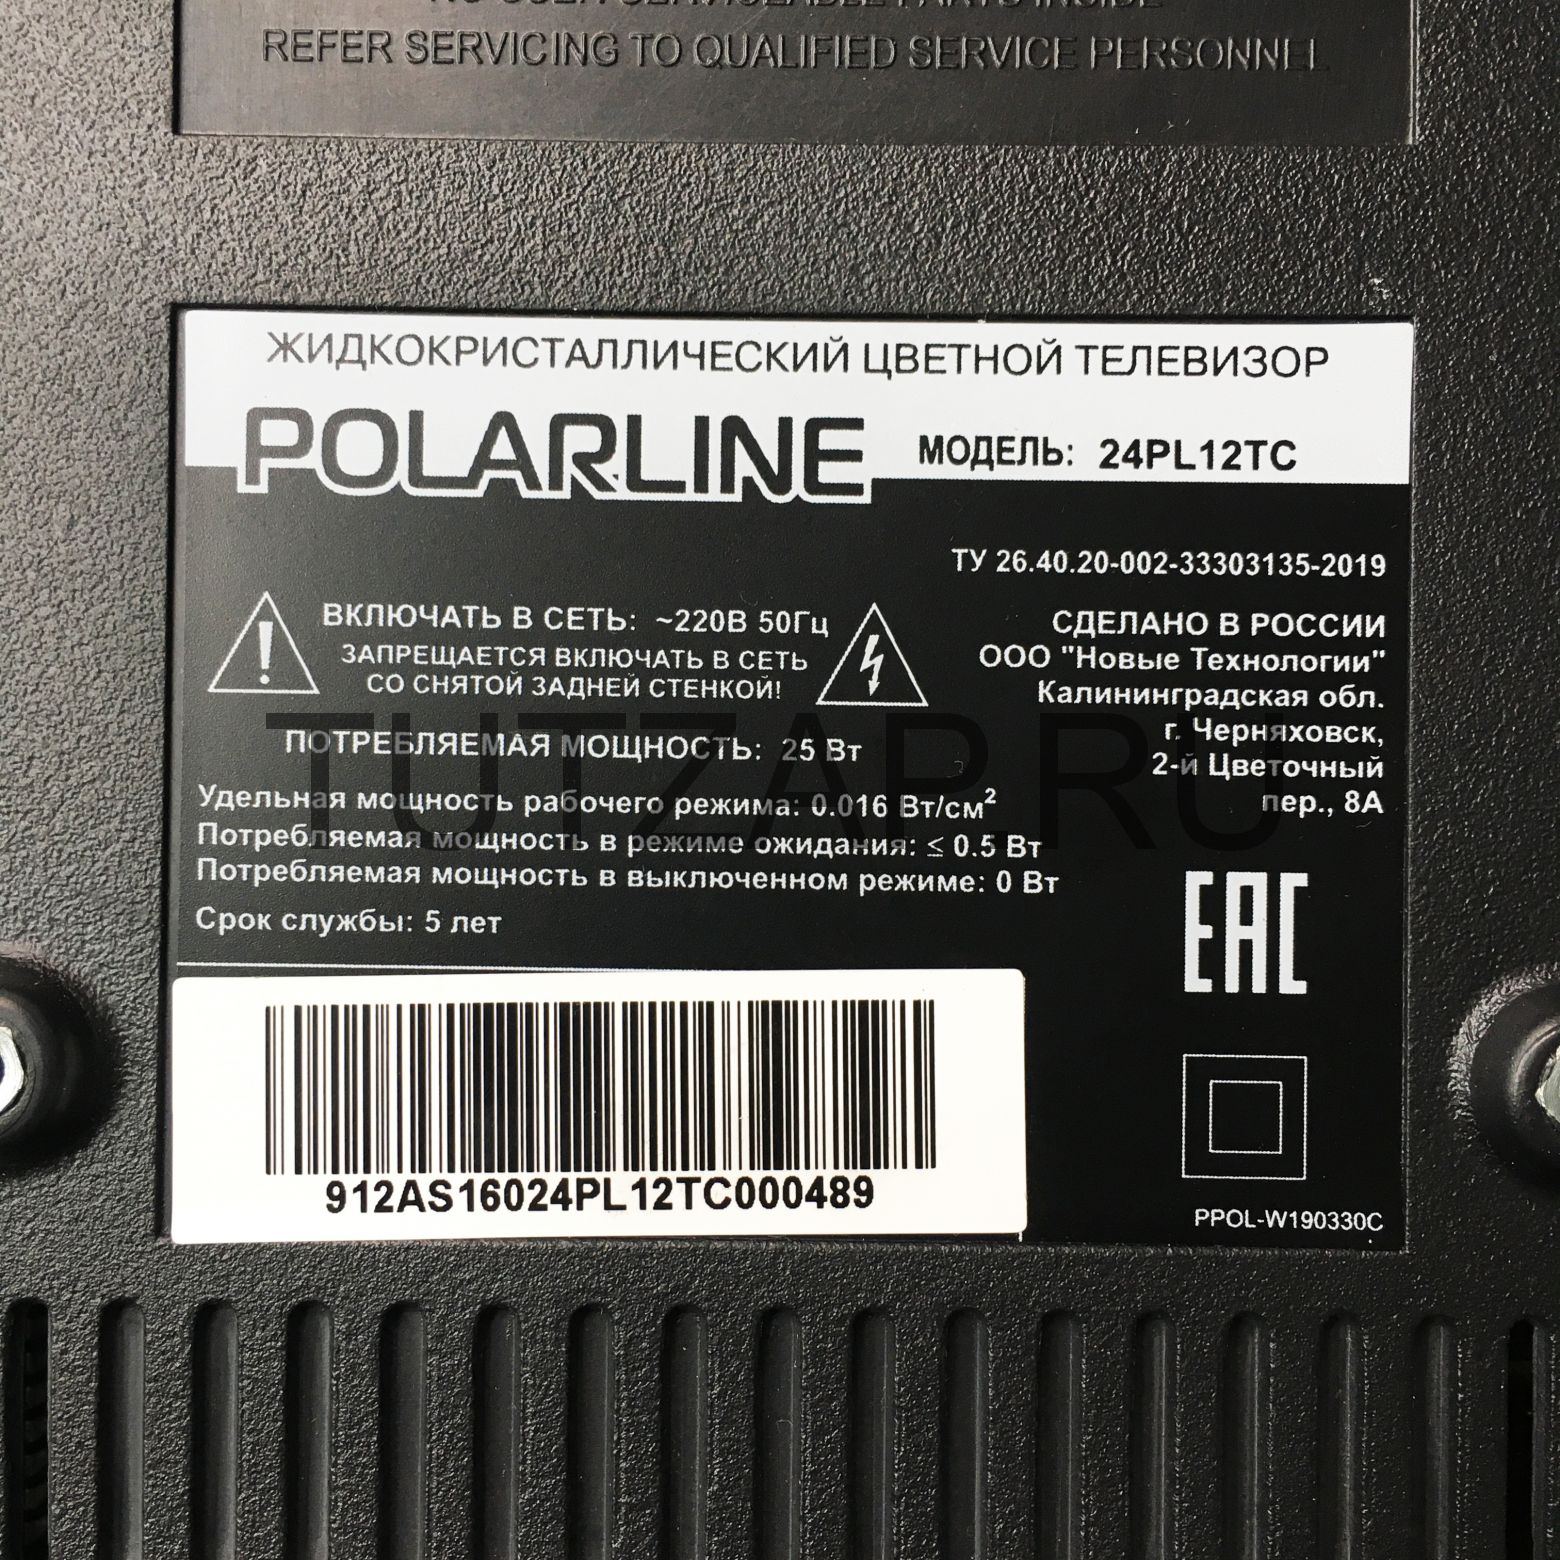 REFER SERVICING TO QUALIFIED SERVICE PERSONNEL
ЖИДКОКРИСТАЛЛИЧЕСКИЙ ЦВЕТНОЙ ТЕЛЕВИЗОР
POLARLINE МОДЕЛЬ: 24PL12TC
ТУ 26.40.20-002-33303135-2019
ВКЛЮЧАТЬ В СЕТЬ: ~220В 50Гц
ЗАПРЕЩАЕТСЯ ВКЛЮЧАТЬ В СЕТЬ
СО СНЯТОЙ ЗАДНЕЙ СТЕНКОЙ!
ПОТРЕБЛЯЕМАЯ МОЩНОСТЬ: 25 Вт
Удельная мощность рабочего режима: 0.016 Вт/см²
Потребляемая мощность в режиме ожидания: ≤ 0.5 Вт
Потребляемая мощность в выключенном режиме: 0 Вт
Срок службы: 5 лет
СДЕЛАНО В РОССИИ
ООО "Новые Технологии"
Калининградская обл.
г. Черняховск,
2-й Цветочный
пер., 8А
TUTZAP.RU
EAC
912AS16024PL12TC000489
PPOL-W190330C